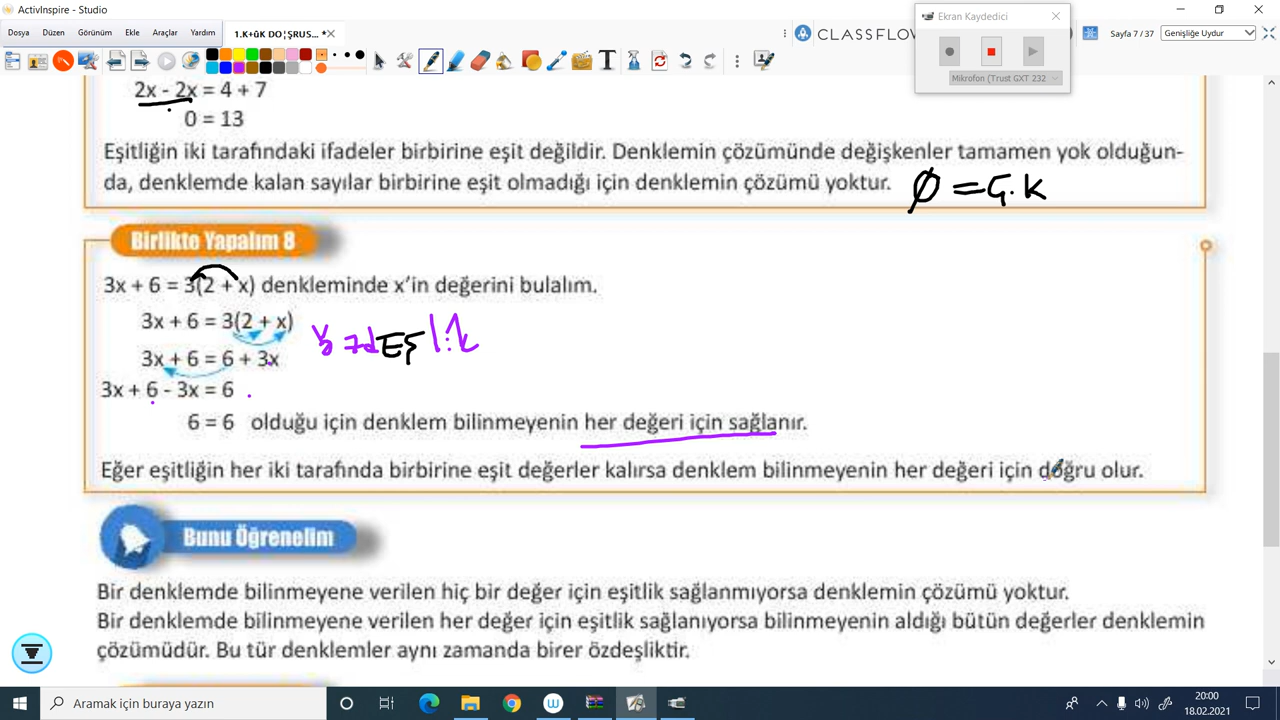 ActivInspire - Studio
Dosya Düzen Görünüm Ekle Araçlar Yardım
1.K+ûK DO¦ŞRUS... *
Ekran Kaydedici
Mikrofon (Trust GXT 232
CLASSFLOW
Sayfa 7 / 37
Genişliğe Uydur
2x - 2x = 4 + 7
0 = 13
Eşitliğin iki tarafındaki ifadeler birbirine eşit değildir. Denklemin çözümünde değişkenler tamamen yok olduğun-
da, denklemde kalan sayılar birbirine eşit olmadığı için denklemin çözümü yoktur.
∅ = Ç.K
Birlikte Yapalım 8
3x + 6 = 3(2 + x) denkleminde x'in değerini bulalım.
3x + 6 = 3(2 + x)
3x + 6 = 6 + 3x
3x + 6 - 3x = 6
6 = 6 olduğu için denklem bilinmeyenin her değeri için sağlanır.
Eğer eşitliğin her iki tarafında birbirine eşit değerler kalırsa denklem bilinmeyenin her değeri için doğru olur.
Bunu Öğrenelim
Bir denklemde bilinmeyene verilen hiç bir değer için eşitlik sağlanmıyorsa denklemin çözümü yoktur.
Bir denklemde bilinmeyene verilen her değer için eşitlik sağlanıyorsa bilinmeyenin aldığı bütün değerler denklemin
çözümüdür. Bu tür denklemler aynı zamanda birer özdeşliktir.
Aramak için buraya yazın
20:00
18.02.2021